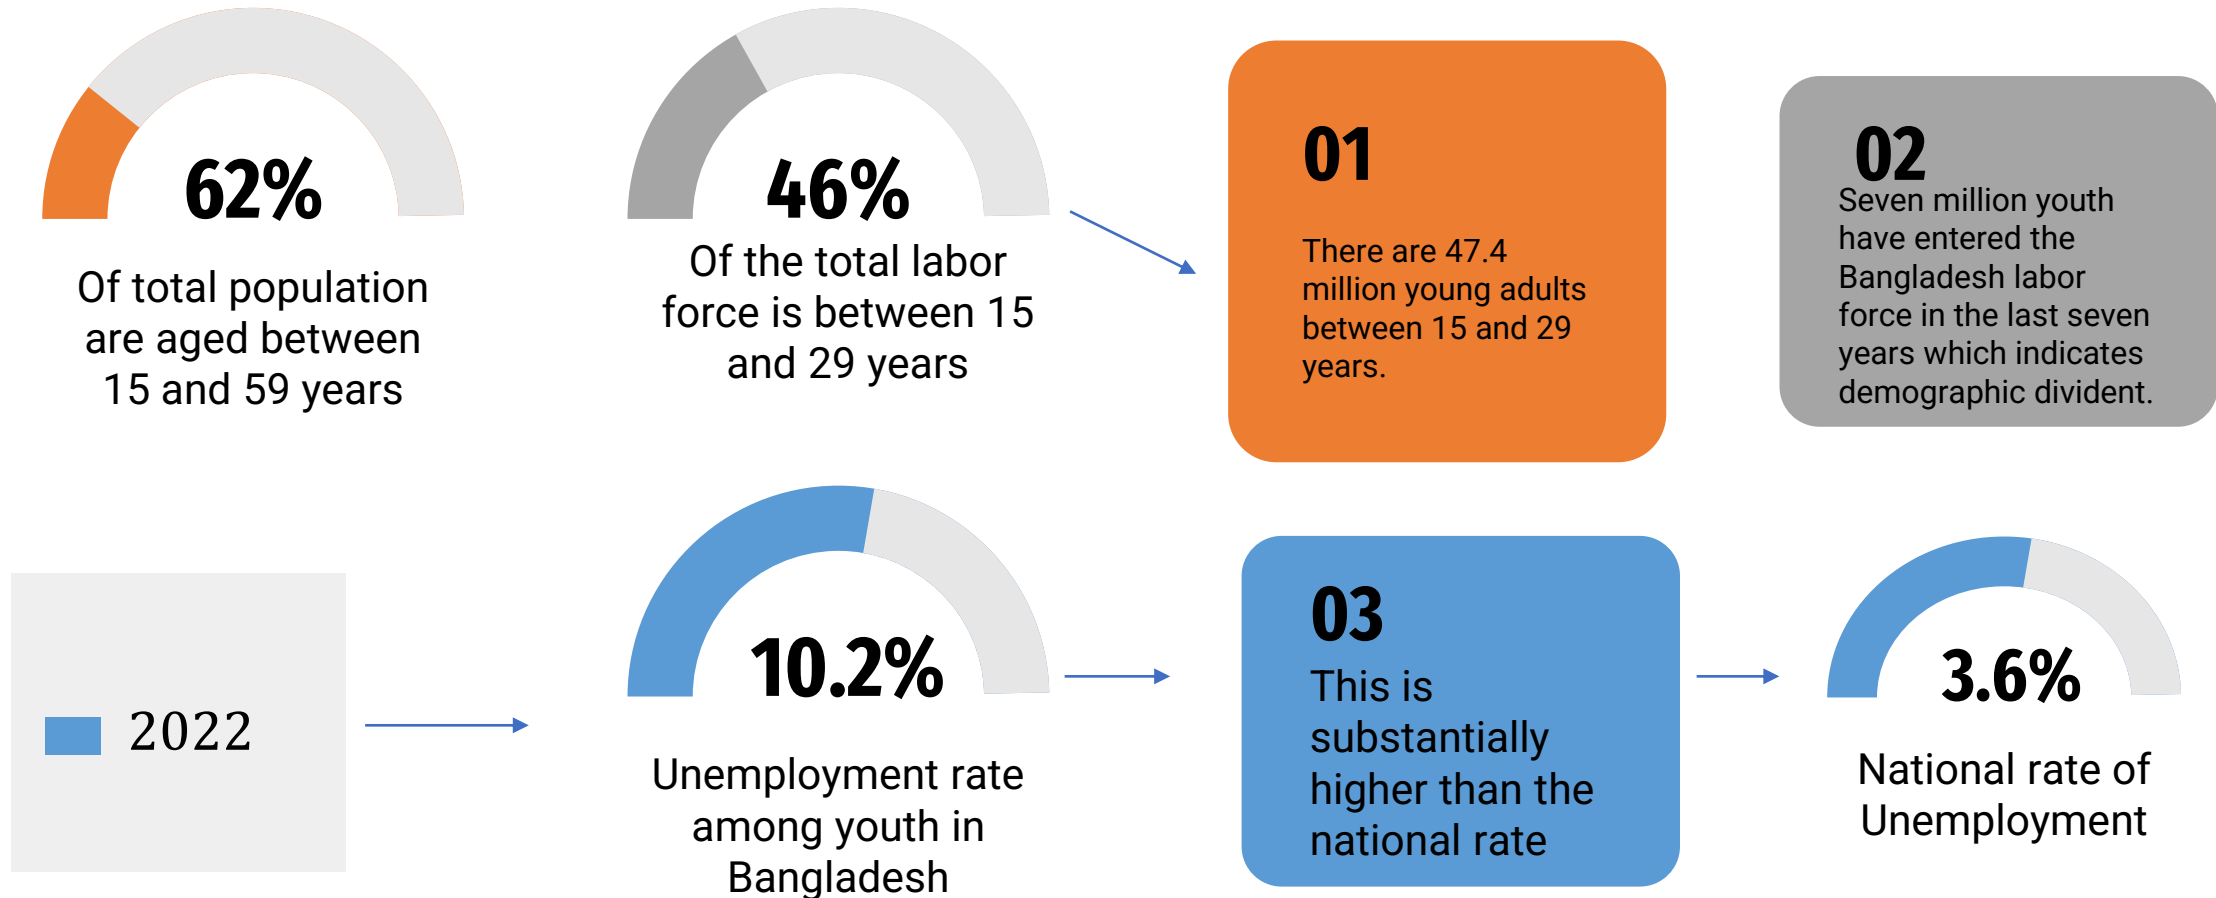 62%
Of total population
are aged between
15 and 59 years
46%
Of the total labor
force is between 15
and 29 years
01
There are 47.4
million young adults
between 15 and 29
years.
02
Seven million youth
have entered the
Bangladesh labor
force in the last seven
years which indicates
demographic divident.
2022
10.2%
Unemployment rate
among youth in
Bangladesh
03
This is
substantially
higher than the
national rate
3.6%
National rate of
Unemployment